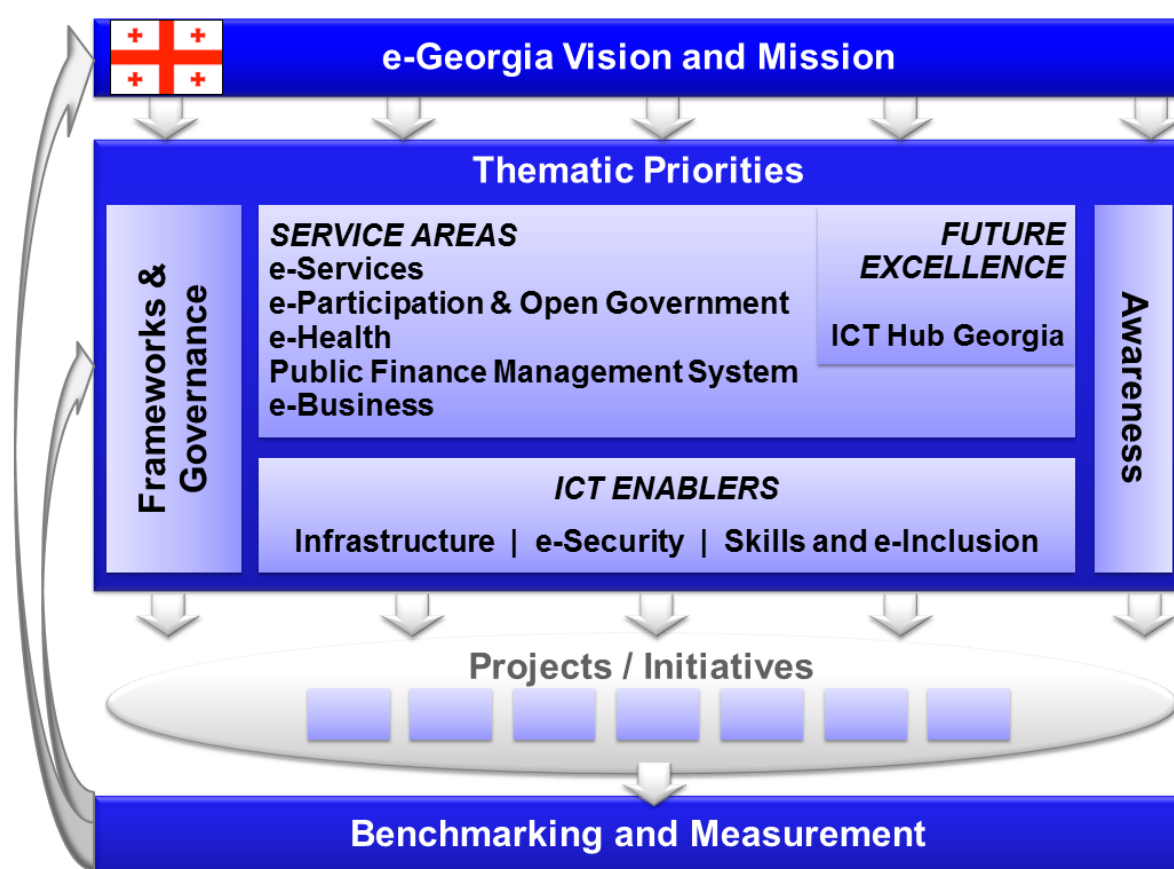 e-Georgia Vision and Mission
Thematic Priorities
Frameworks &
Governance
SERVICE AREAS
e-Services
e-Participation & Open Government
e-Health
Public Finance Management System
e-Business
FUTURE
EXCELLENCE
ICT Hub Georgia
Awareness
ICT ENABLERS
Infrastructure | e-Security | Skills and e-Inclusion
Projects / Initiatives
Benchmarking and Measurement